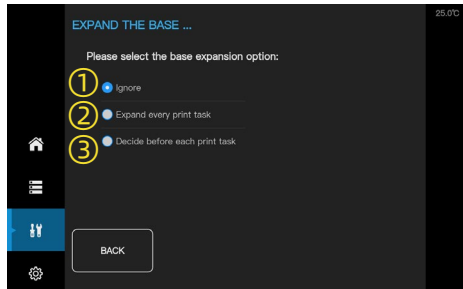 25.0°C
EXPAND THE BASE ...
Please select the base expansion option:
① Ignore
② Expand every print task
③ Decide before each print task
BACK